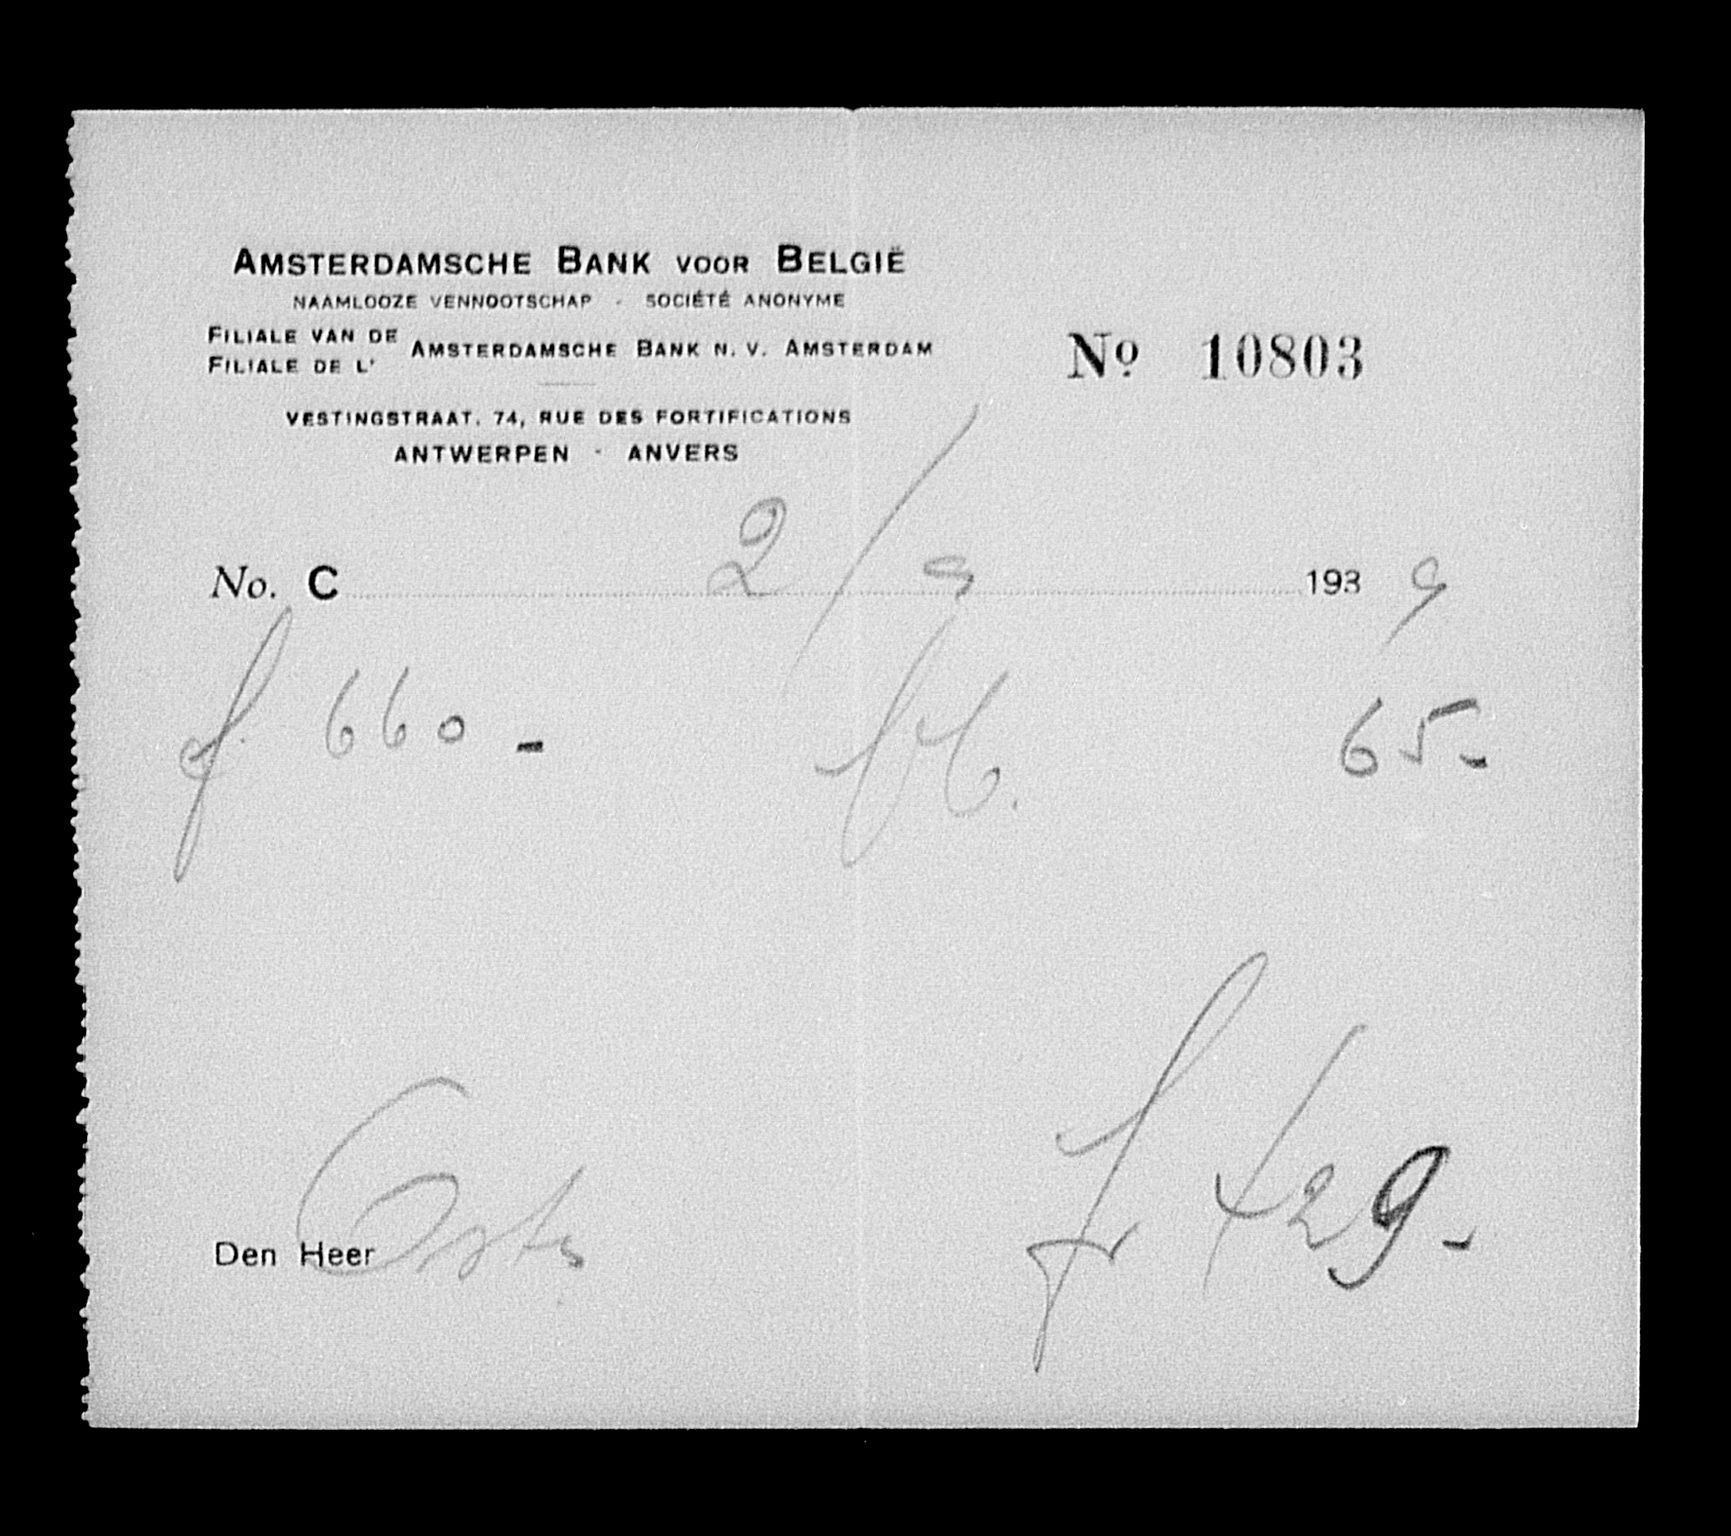 AMSTERDAMSCHE BANK VOOR BELGIË
NAAMLOOZE VENNOOTSCHAP - SOCIÉTÉ ANONYME
FILIALE VAN DE
FILIALE DE L'
AMSTERDAMSCHE BANK N. V. AMSTERDAM
Nº 10803
VESTINGSTRAAT, 74, RUE DES FORTIFICATIONS
ANTWERPEN - ANVERS
No. C 2/9 1939
f. 660 - 65-
Den Heer
fr 429-